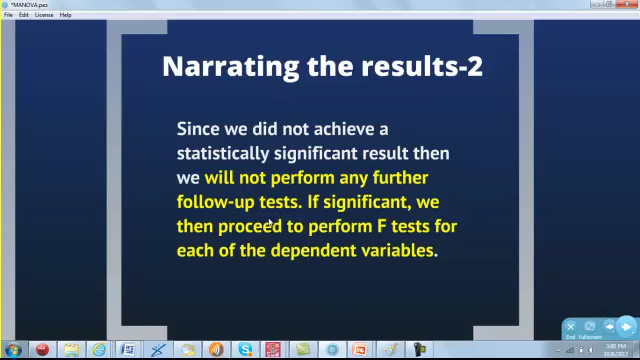 *MANOVA.pez
File Edit License Help
Narrating the results-2
Since we did not achieve a
statistically significant result then
we will not perform any further
follow-up tests. If significant, we
then proceed to perform F tests for
each of the dependent variables.
End Fullscreen
3:00 PM